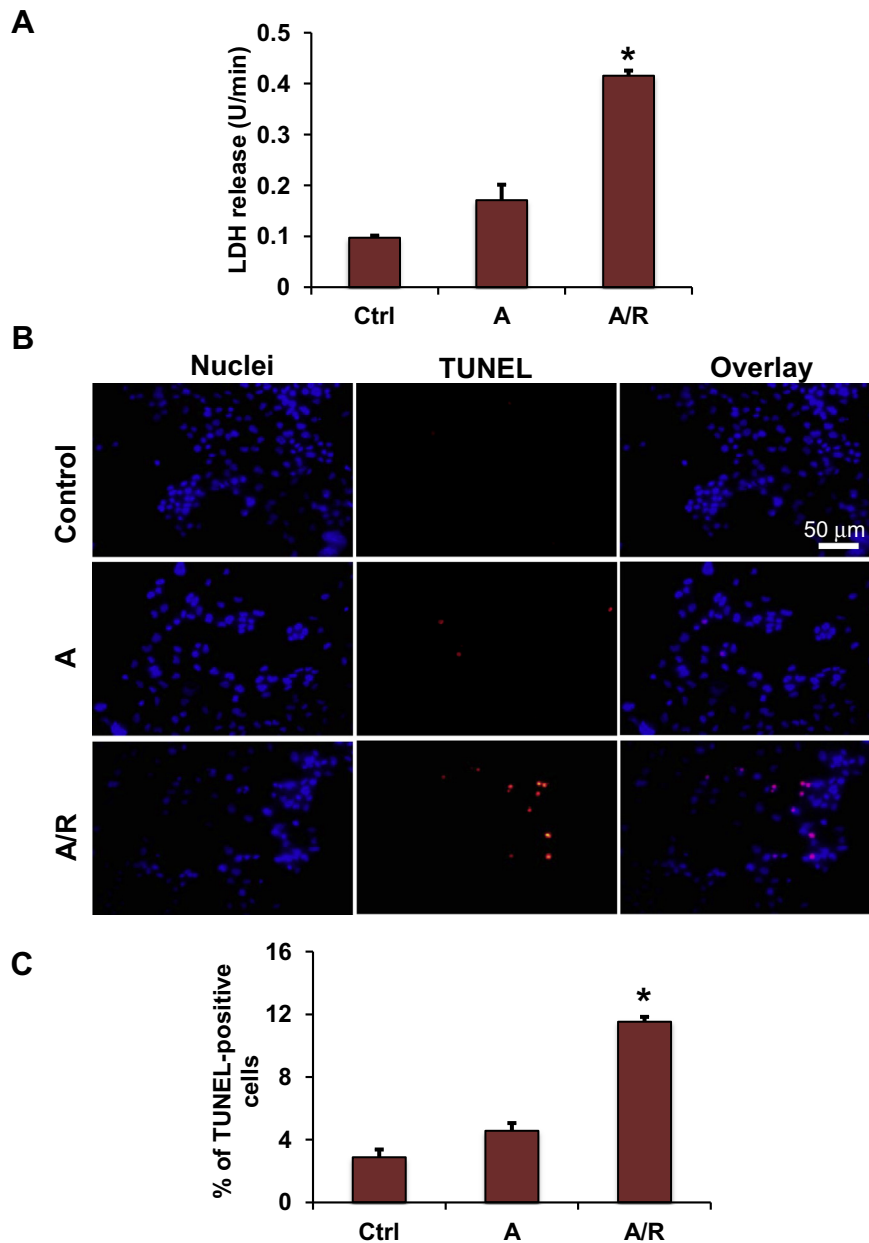 A
LDH release (U/min)
0.5
0.4
0.3
0.2
0.1
0
*
Ctrl A A/R
B
Nuclei TUNEL Overlay
Control
50 μm
A
A/R
C
% of TUNEL-positive
cells
16
12
8
4
0
*
Ctrl A A/R